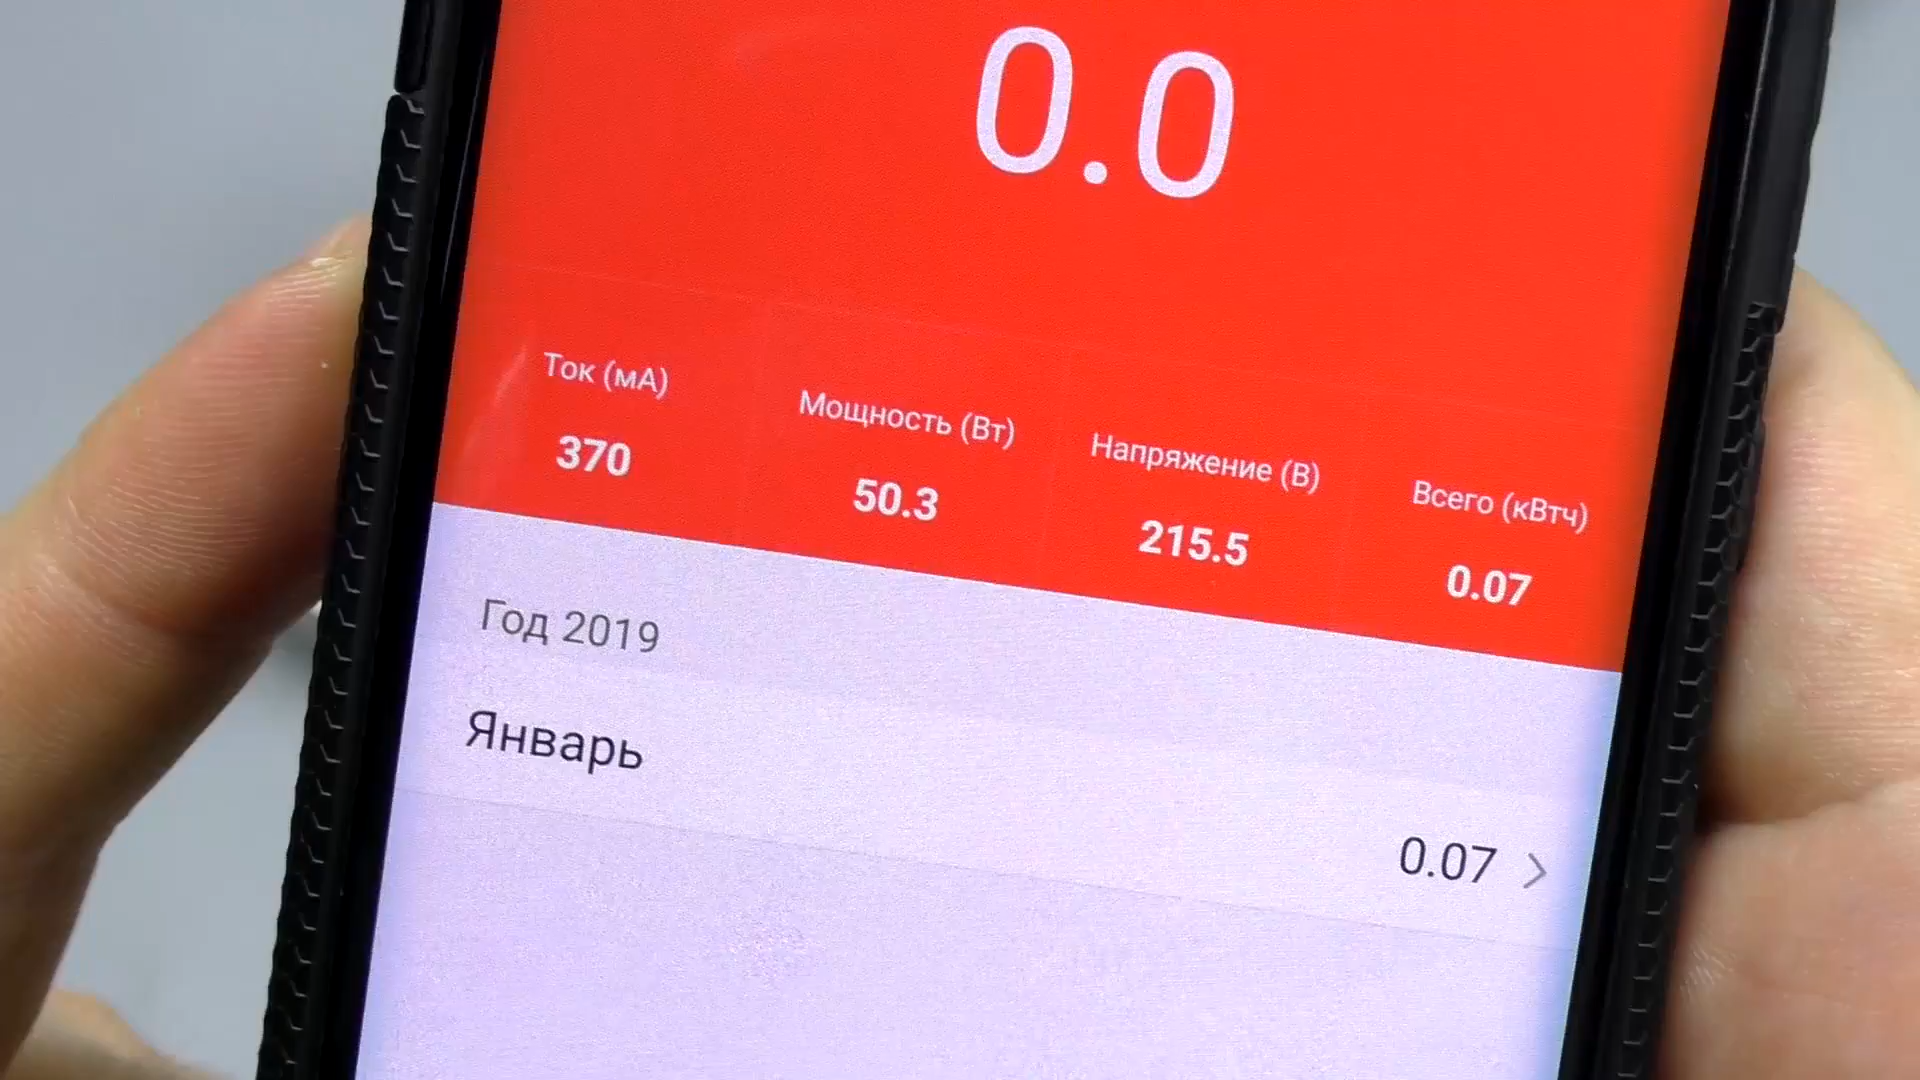 0.0
Ток (мА) Мощность (Вт) Напряжение (В) Всего (кВтч)
370 50.3 215.5 0.07
Год 2019
Январь
0.07